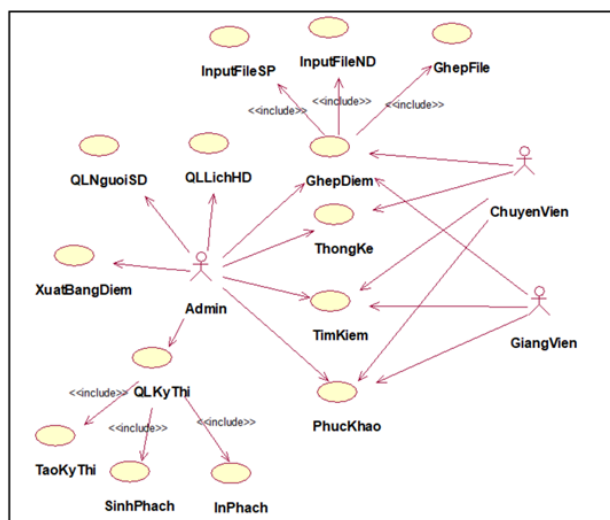 InputFileSP
InputFileND
GhepFile
<<include>>
<<include>>
<<include>>
QLNguoiSD
QLLichHD
GhepDiem
ChuyenVien
ThongKe
XuatBangDiem
Admin
TimKiem
GiangVien
<<include>>
QLKyThi
<<include>>
<<include>>
PhucKhao
TaoKyThi
SinhPhach
InPhach